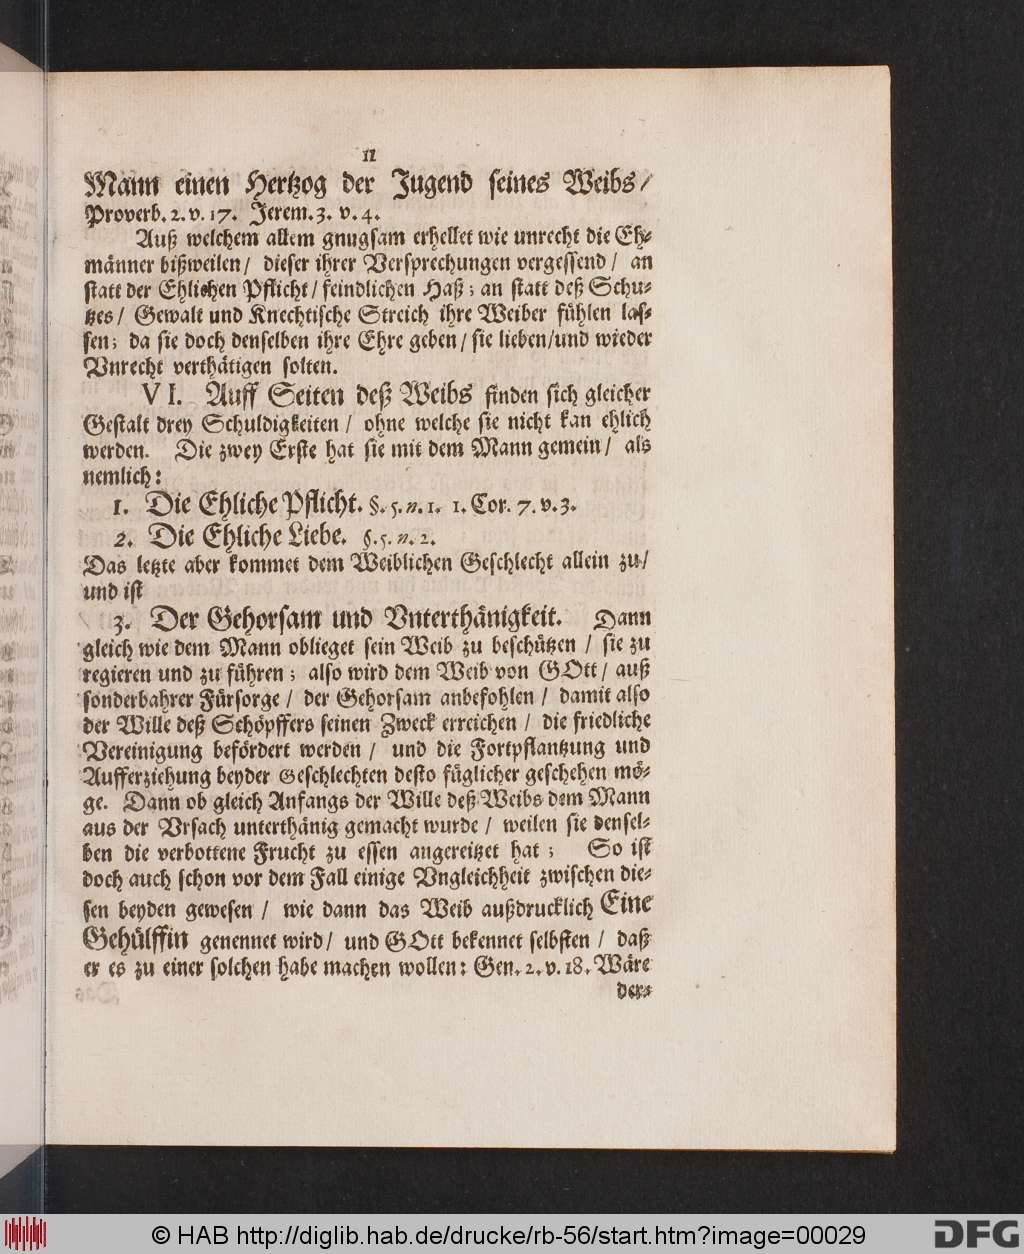 11
Mann einen Hertzog der Jugend seines Weibs /
Proverb. 2. v. 17. Jerem. 3. v. 4.
Auß welchem allem gnugsam erhellet wie unrecht die Eh-
männer bißweilen / dieser ihrer Versprechungen vergessend / an
statt der Ehlichen Pflicht / feindlichen Haß; an statt deß Schu-
tzes / Gewalt und Knechtische Streich ihre Weiber fühlen las-
sen; da sie doch denselben ihre Ehre geben / sie lieben / und wieder
Vnrecht verthätigen solten.
VI. Auff Seiten deß Weibs finden sich gleicher
Gestalt drey Schuldigkeiten / ohne welche sie nicht kan ehlich
werden. Die zwey Erste hat sie mit dem Mann gemein / als
nemlich:
1. Die Ehliche Pflicht. §. 5. n. 1. 1. Cor. 7. v. 3.
2. Die Ehliche Liebe. §. 5. n. 2.
Das letzte aber kommet dem Weiblichen Geschlecht allein zu /
und ist
3. Der Gehorsam und Vnterthänigkeit. Dann
gleich wie dem Mann oblieget sein Weib zu beschützen / sie zu
regieren und zu führen; also wird dem Weib von GOtt / auß
sonderbahrer Fürsorge / der Gehorsam anbefohlen / damit also
der Wille deß Schöpffers seinen Zweck erreichen / die friedliche
Vereinigung befördert werden / und die Fortpflantzung und
Aufferziehung beyder Geschlechten desto füglicher geschehen mö-
ge. Dann ob gleich Anfangs der Wille deß Weibs dem Mann
aus der Vrsach unterthänig gemacht wurde / weilen sie densel-
ben die verbottene Frucht zu essen angereitzet hat; So ist
doch auch schon vor dem Fall einige Vngleichheit zwischen die-
sen beyden gewesen / wie dann das Weib außdrucklich Eine
Gehülffin genennet wird / und GOtt bekennet selbsten / daß
er es zu einer solchen habe machen wollen: Gen. 2. v. 18. Wäre
der-
© HAB http://diglib.hab.de/drucke/rb-56/start.htm?image=00029
DFG